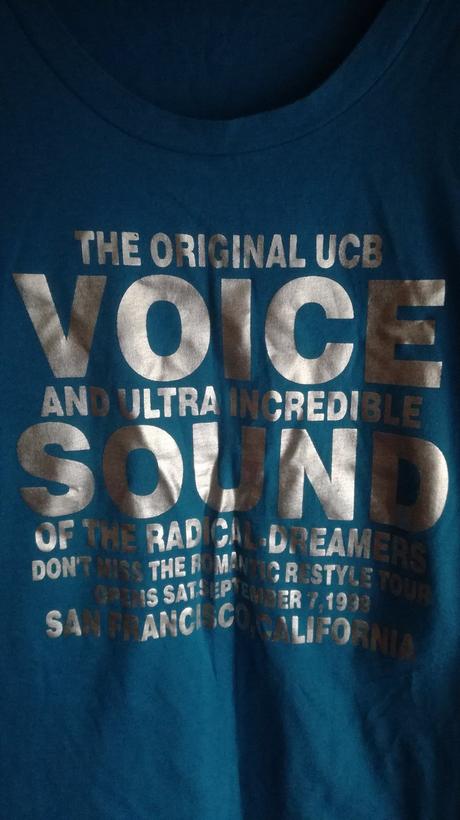 THE ORIGINAL UCB
VOICE
AND ULTRA INCREDIBLE
SOUND
OF THE RADICAL-DREAMERS
DON'T MISS THE ROMANTIC RESTYLE TOUR
OPENS SAT.SEPTEMBER 7,1993
SAN FRANCISCO,CALIFORNIA